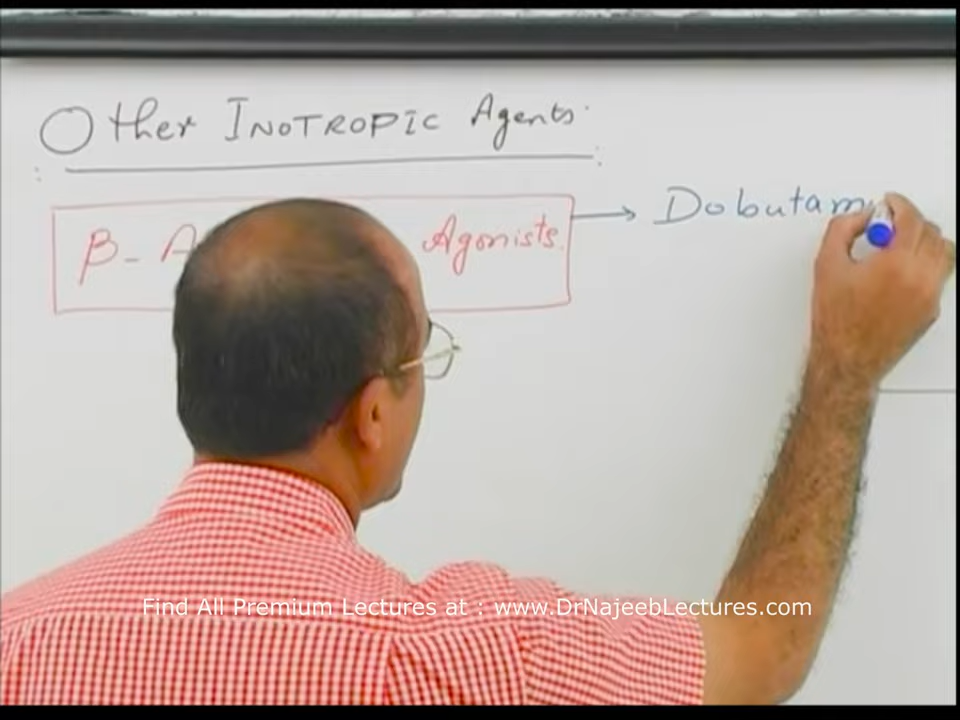 Other INOTROPIC Agents
β- A Agonists.
→ Dobutam
Find All Premium Lectures at : www.DrNajeebLectures.com